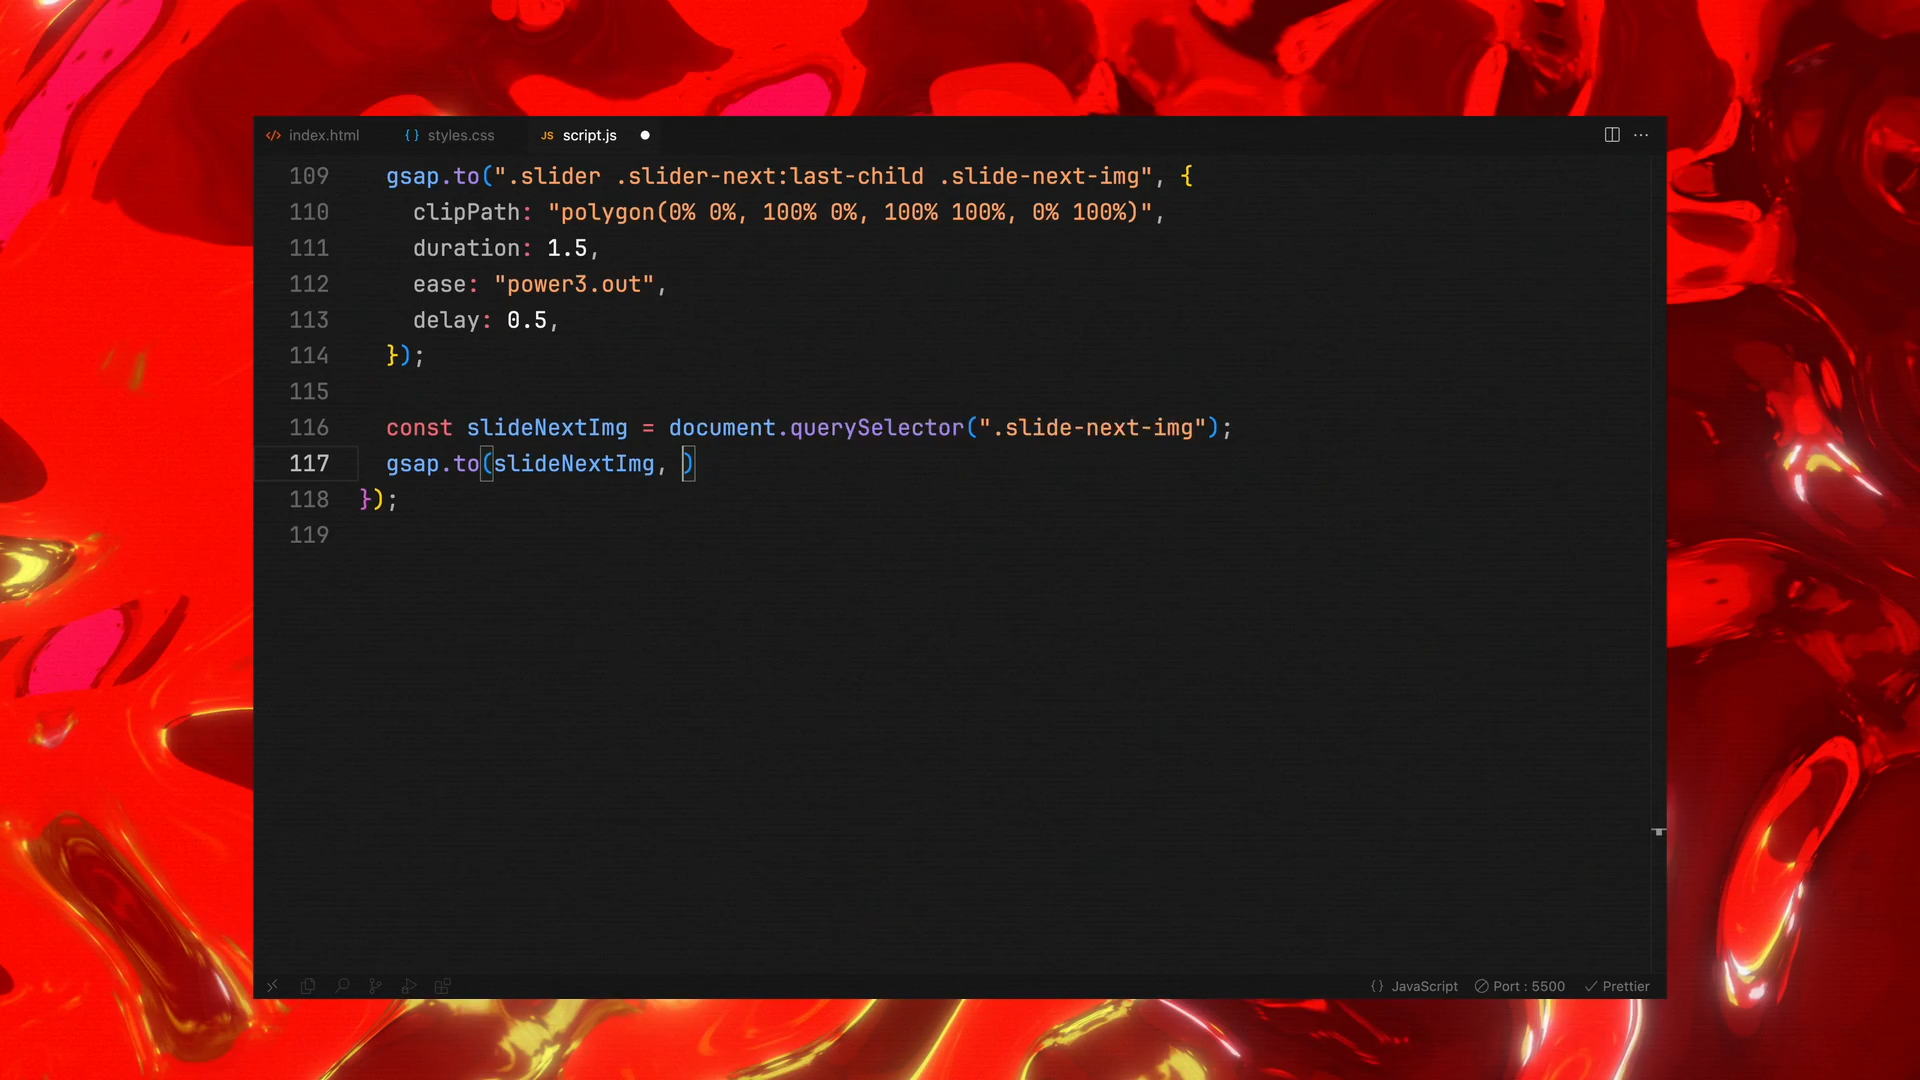 index.html styles.css JS script.js
109 gsap.to(".slider .slider-next:last-child .slide-next-img", {
110 clipPath: "polygon(0% 0%, 100% 0%, 100% 100%, 0% 100%)",
111 duration: 1.5,
112 ease: "power3.out",
113 delay: 0.5,
114 });
115
116 const slideNextImg = document.querySelector(".slide-next-img");
117 gsap.to(slideNextImg, )
118 });
119
{} JavaScript Port : 5500 Prettier